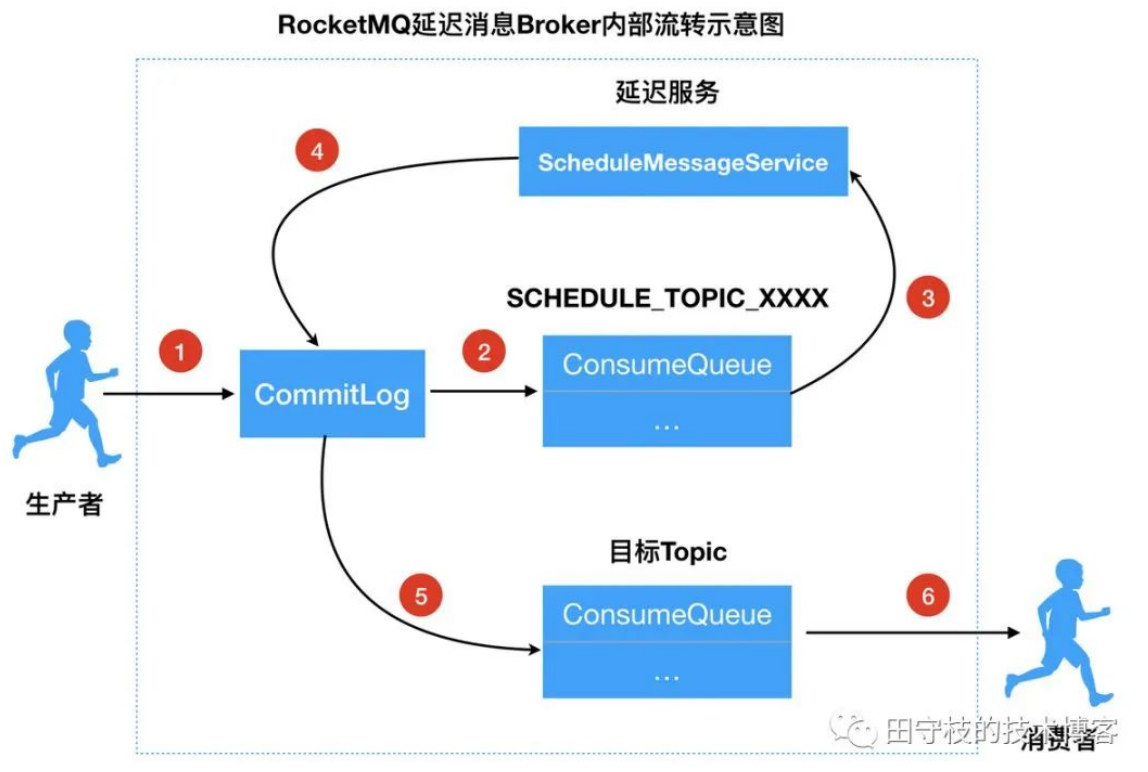 RocketMQ延迟消息Broker内部流转示意图
延迟服务
ScheduleMessageService
4
SCHEDULE_TOPIC_XXXX
3
1
2
ConsumeQueue
...
CommitLog
生产者
目标Topic
5
ConsumeQueue
...
6
田守枝的技术博客
消费者